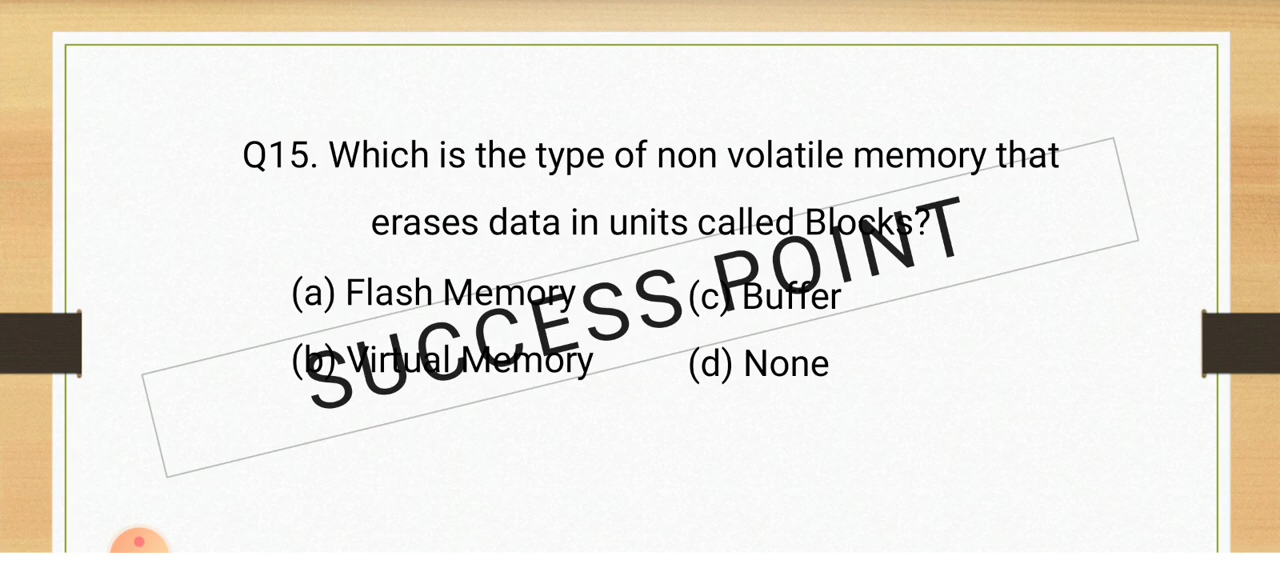 Q15. Which is the type of non volatile memory that
erases data in units called Blocks?
(a) Flash Memory (c) Buffer
(b) Virtual Memory (d) None
SUCCESS POINT